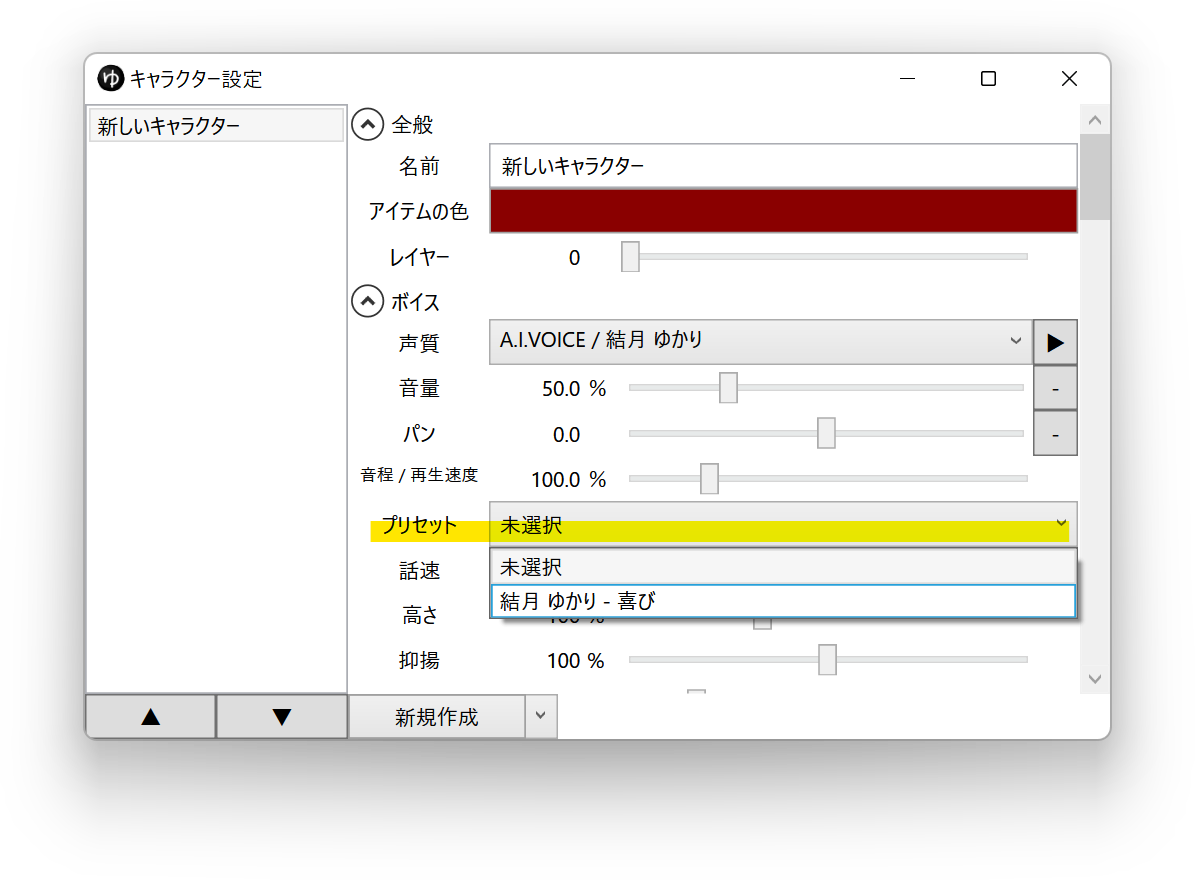 ゆ キャラクター設定
新しいキャラクター
全般
名前 新しいキャラクター
アイテムの色
レイヤー 0
ボイス
声質 A.I.VOICE / 結月 ゆかり ▶
音量 50.0 % -
パン 0.0 -
音程 / 再生速度 100.0 %
プリセット 未選択
未選択
話速
結月 ゆかり - 喜び
高さ 100 %
抑揚 100 %
▲ ▼ 新規作成